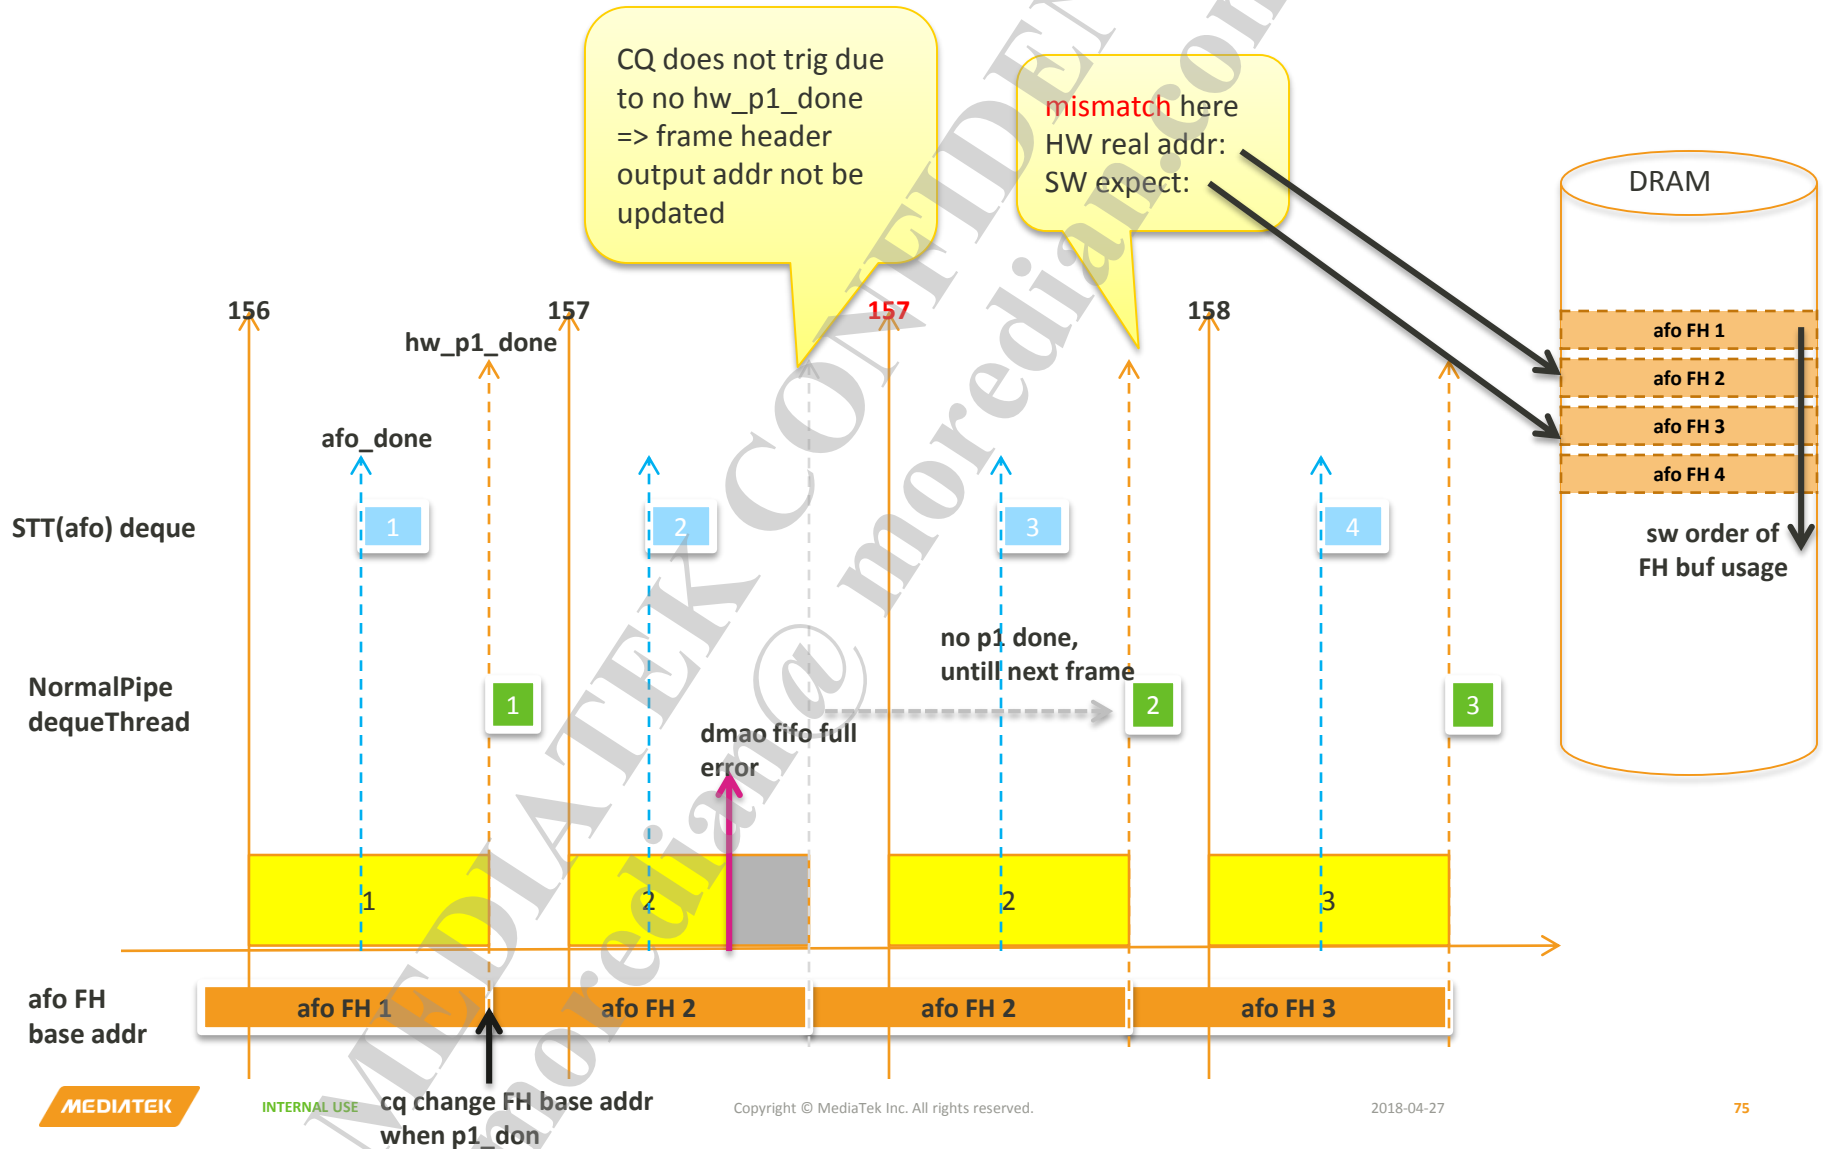 CQ does not trig due
to no hw_p1_done
=> frame header
output addr not be
updated
mismatch here
HW real addr:
SW expect:
DRAM
156
157
157
158
hw_p1_done
afo_done
afo FH 1
afo FH 2
afo FH 3
afo FH 4
sw order of
FH buf usage
STT(afo) deque
1
2
3
4
no p1 done,
untill next frame
NormalPipe
dequeThread
1
2
3
dmao fifo full
error
1
2
2
3
afo FH
base addr
afo FH 1
afo FH 2
afo FH 2
afo FH 3
cq change FH base addr
when p1_don
MEDIATEK
INTERNAL USE
Copyright © MediaTek Inc. All rights reserved.
2018-04-27
75
MEDIATEK CONFIDEN
moredian@ moredian.com